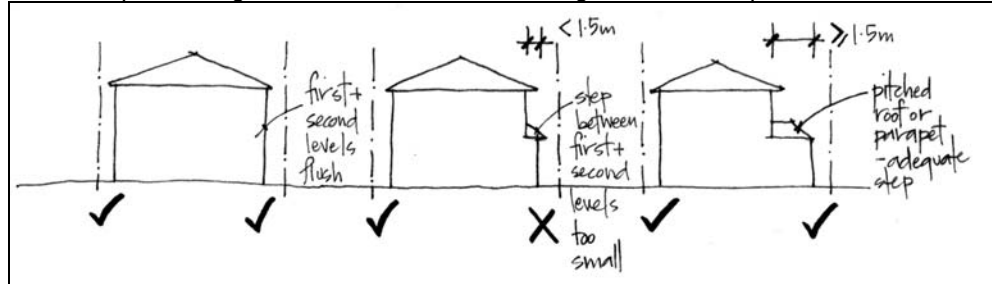 first+
second
levels
flush
< 1.5m
step
between
first+
second
levels
too
small
⩾ 1.5m
pitched
roof or
parapet
-adequate
step